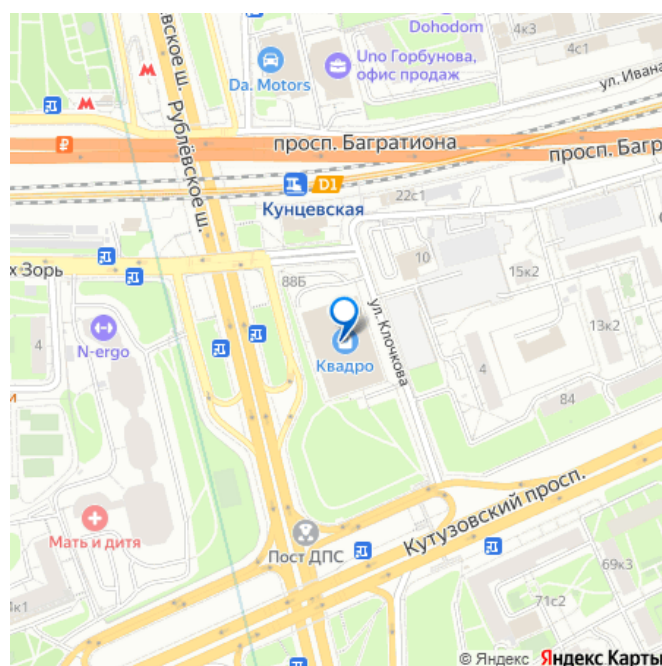 Dohodom
4к3
4с1
вское ш.
Da. Motors
Uno Горбунова,
офис продаж
ул. Ивана
М
М
₽
Рублёвское ш.
просп. Багратиона
просп. Багр
D1
Кунцевская
22с1
х Зорь
88Б
10
15к2
ул. Клочкова
N-ergo
4
Квадро
13к2
4
и
84
Мать и дитя
Пост ДПС
Кутузовский просп.
69к3
4к1
71с2
© Яндекс Яндекс Карты